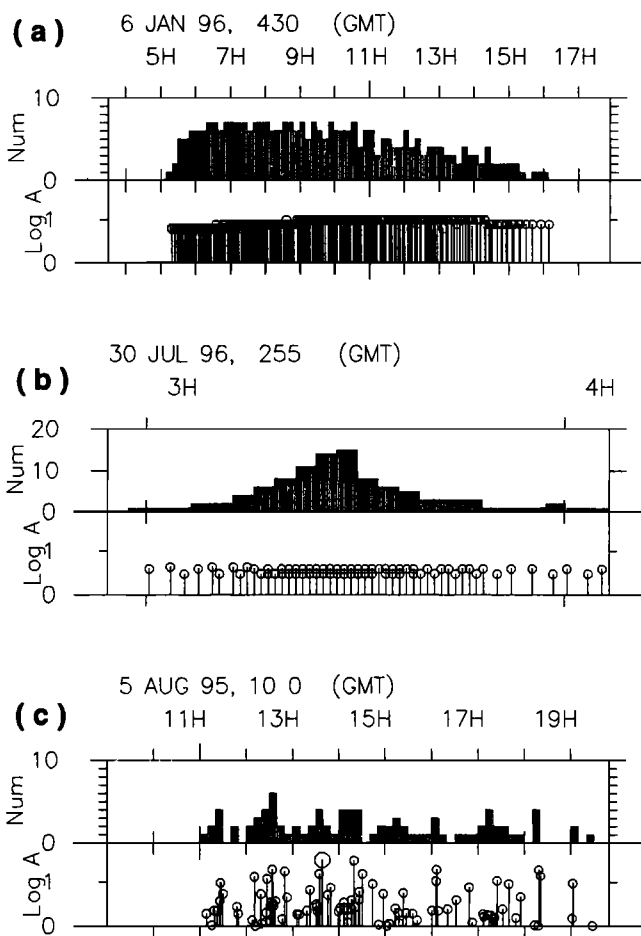 (a)
6 JAN 96, 430 (GMT)
5H 7H 9H 11H 13H 15H 17H
10
Num
0
Log A
1
0
(b)
30 JUL 96, 255 (GMT)
3H 4H
20
Num
10
0
Log A
1
0
(c)
5 AUG 95, 10 0 (GMT)
11H 13H 15H 17H 19H
10
Num
0
Log A
1
0